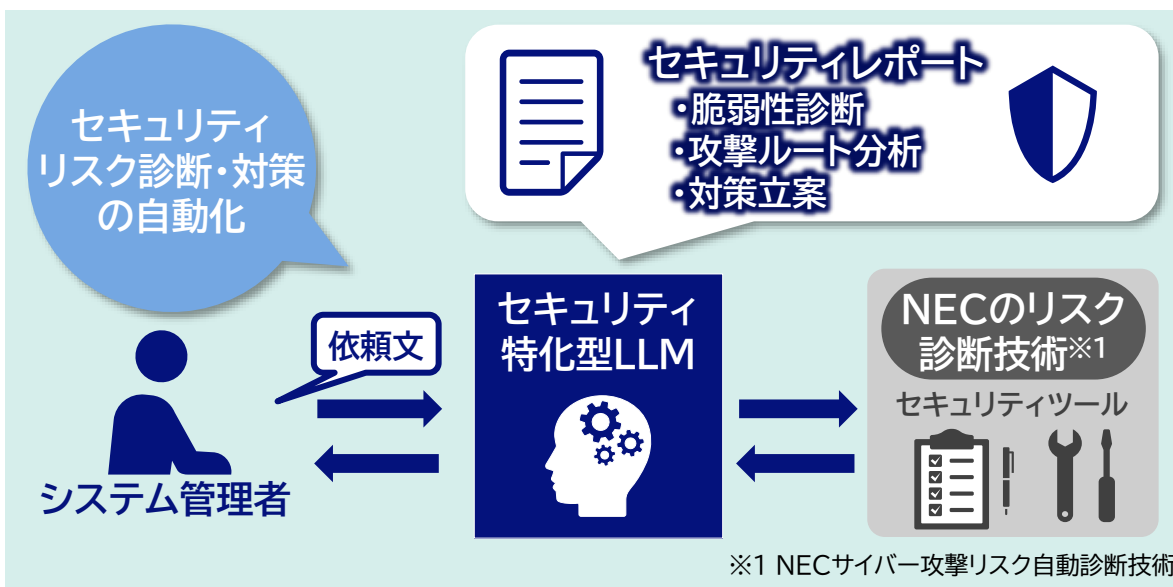 セキュリティ
リスク診断・対策
の自動化
セキュリティレポート
・脆弱性診断
・攻撃ルート分析
・対策立案
依頼文
システム管理者
セキュリティ
特化型LLM
NECのリスク
診断技術※1
セキュリティツール
※1 NECサイバー攻撃リスク自動診断技術